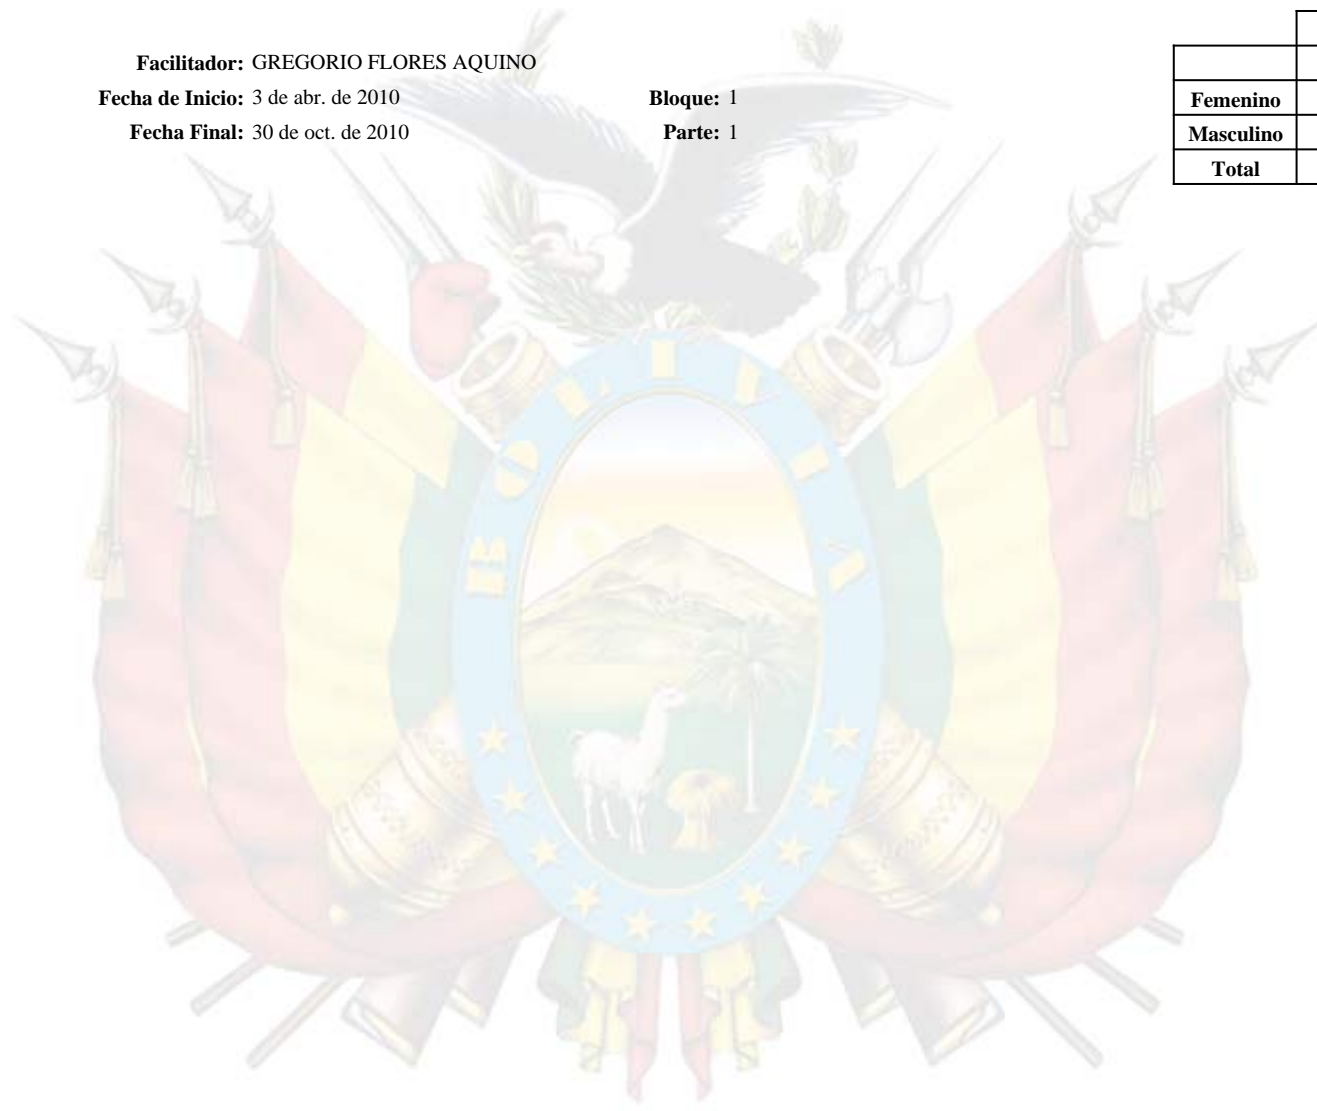 Facilitador: GREGORIO FLORES AQUINO
Fecha de Inicio: 3 de abr. de 2010 Bloque: 1
Fecha Final: 30 de oct. de 2010 Parte: 1
Femenino
Masculino
Total
BOLIVIA